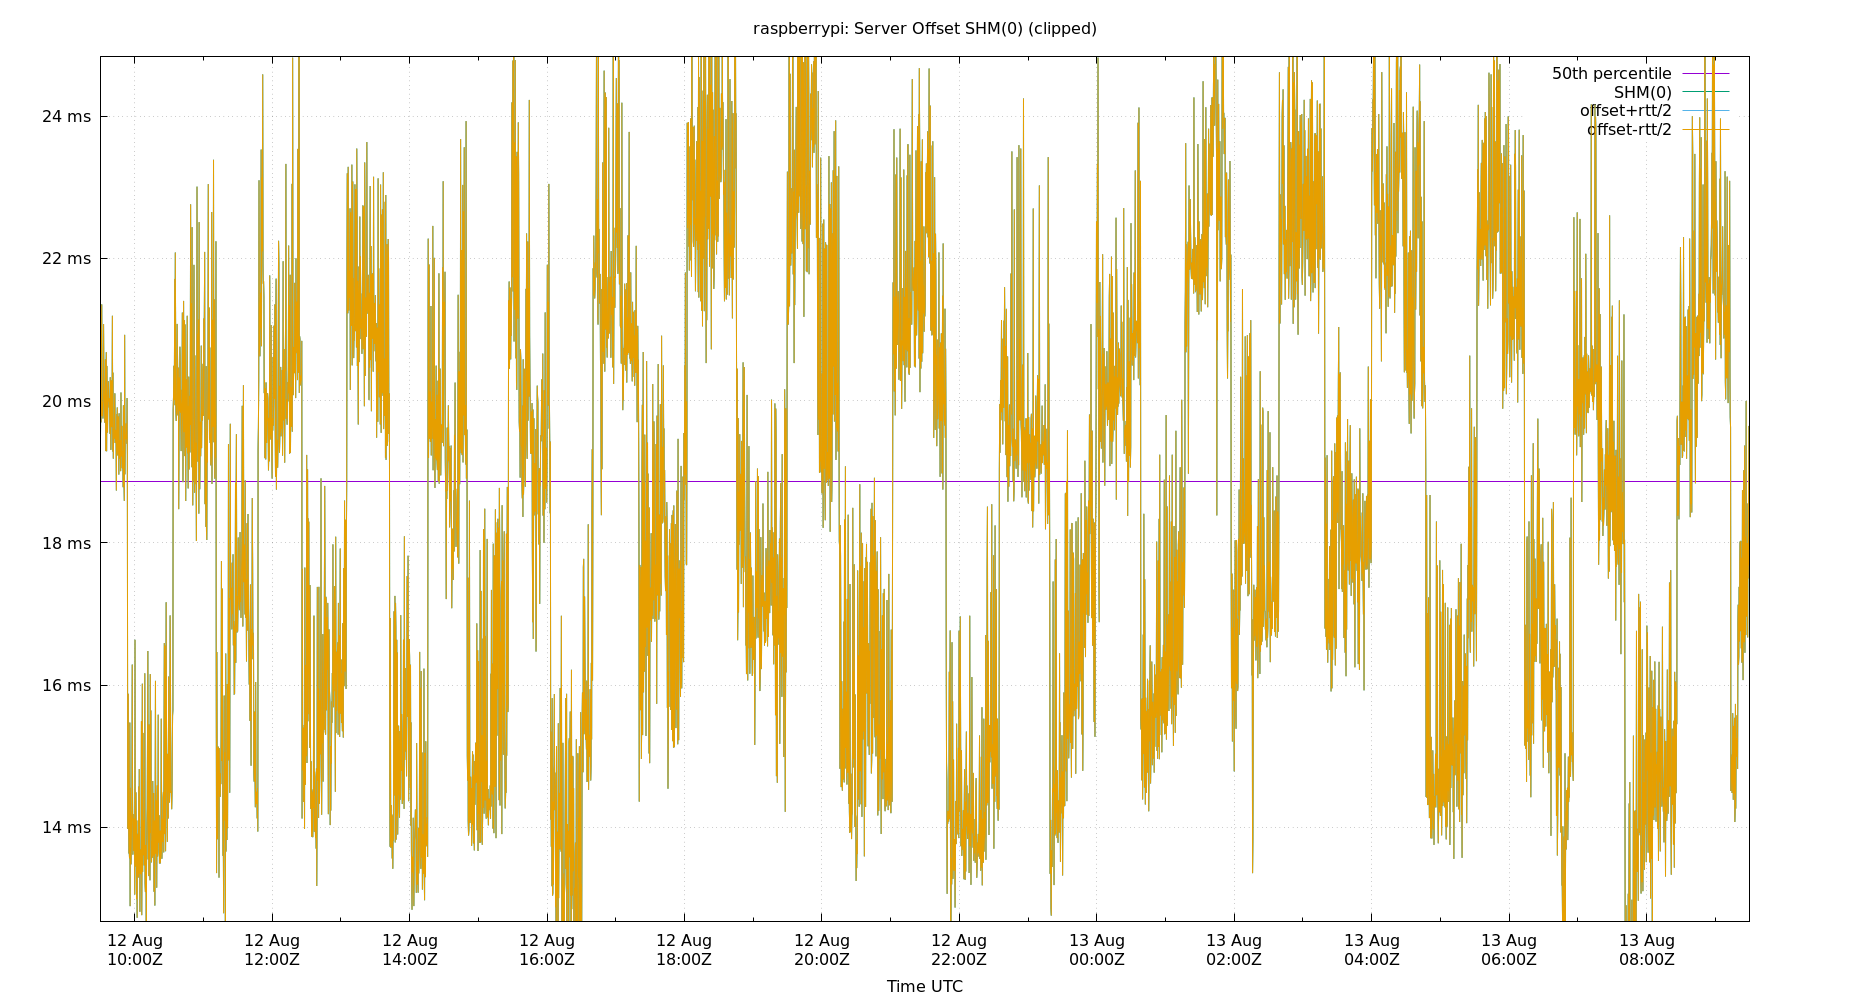 raspberrypi: Server Offset SHM(0) (clipped)
50th percentile
SHM(0)
offset+rtt/2
offset-rtt/2
24 ms
22 ms
20 ms
18 ms
16 ms
14 ms
12 Aug 12 Aug 12 Aug 12 Aug 12 Aug 12 Aug 12 Aug 13 Aug 13 Aug 13 Aug 13 Aug 13 Aug
10:00Z 12:00Z 14:00Z 16:00Z 18:00Z 20:00Z 22:00Z 00:00Z 02:00Z 04:00Z 06:00Z 08:00Z
Time UTC